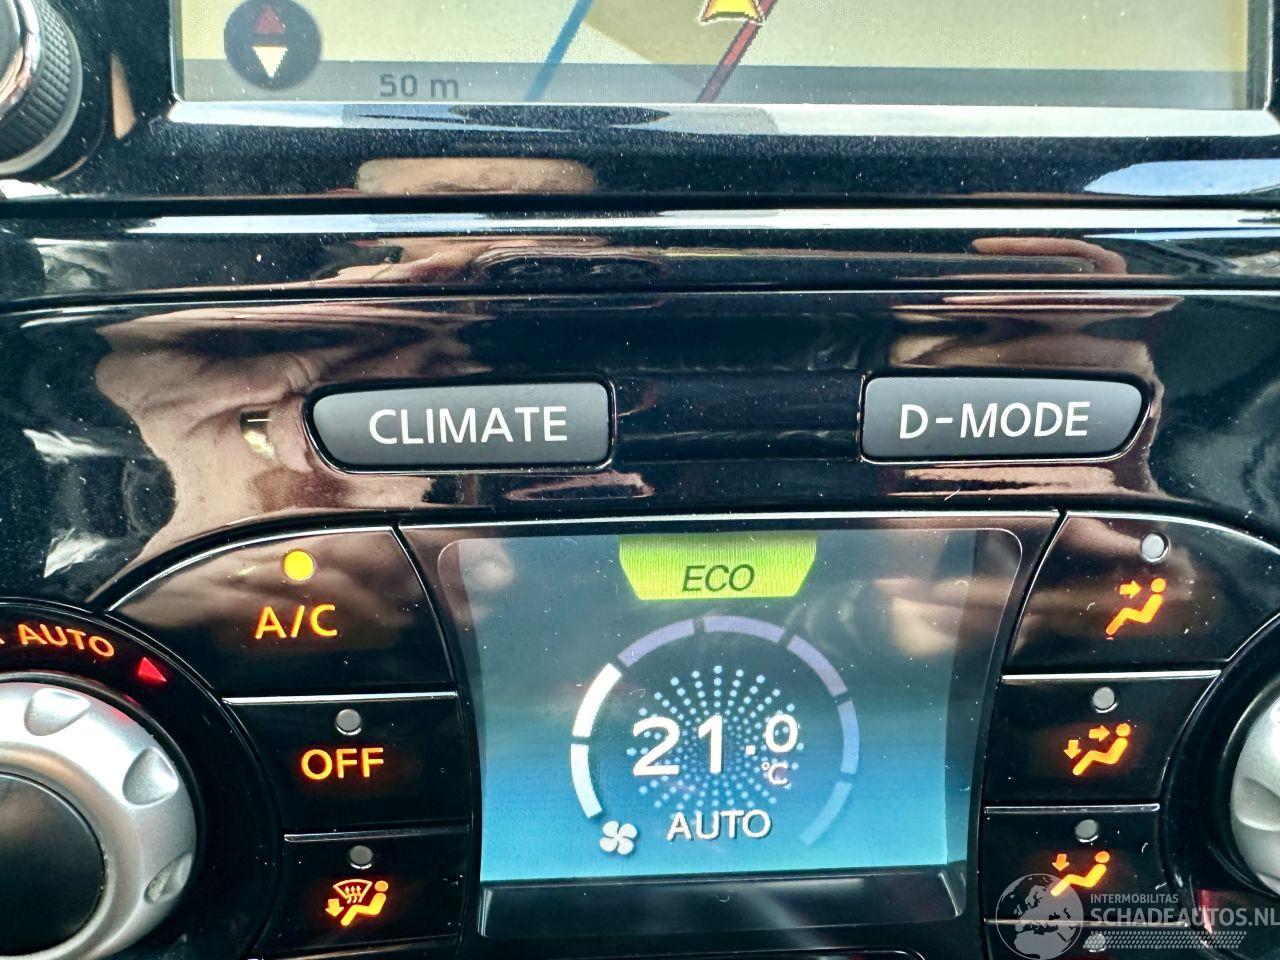 50 m
CLIMATE
D-MODE
A/C
ECO
AUTO
OFF
21.0
°C
AUTO
INTERMOBILITAS
SCHADEAUTOS.NL